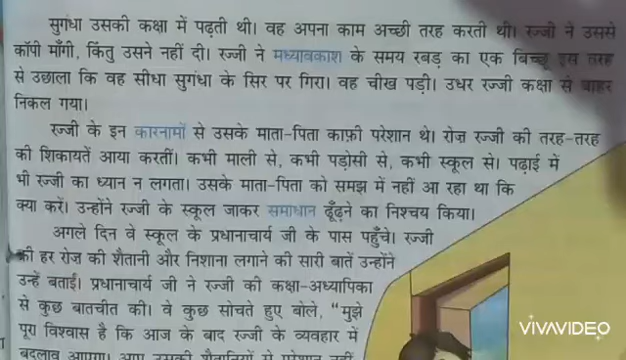 सुगंधा उसकी कक्षा में पढ़ती थी। वह अपना काम अच्छी तरह करती थी। रज्जी ने उससे
कॉपी माँगी, किंतु उसने नहीं दी। रज्जी ने मध्यावकाश के समय रबड़ का एक बिच्छू इस तरह
से उछाला कि वह सीधा सुगंधा के सिर पर गिरा। वह चीख पड़ी। उधर रज्जी कक्षा से बाहर
निकल गया।
रज्जी के इन कारनामों से उसके माता-पिता काफ़ी परेशान थे। रोज़ रज्जी की तरह-तरह
की शिकायतें आया करतीं। कभी माली से, कभी पड़ोसी से, कभी स्कूल से। पढ़ाई में
भी रज्जी का ध्यान न लगता। उसके माता-पिता को समझ में नहीं आ रहा था कि
क्या करें। उन्होंने रज्जी के स्कूल जाकर समाधान ढूँढ़ने का निश्चय किया।
अगले दिन वे स्कूल के प्रधानाचार्य जी के पास पहुँचे। रज्जी
की हर रोज़ की शैतानी और निशाना लगाने की सारी बातें उन्होंने
उन्हें बताईं। प्रधानाचार्य जी ने रज्जी की कक्षा-अध्यापिका
से कुछ बातचीत की। वे कुछ सोचते हुए बोले, “मुझे
पूरा विश्वास है कि आज के बाद रज्जी के व्यवहार में
बदलाव आएगा। आप उसकी शैतानियों से परेशान नहीं
VIVAVIDEO